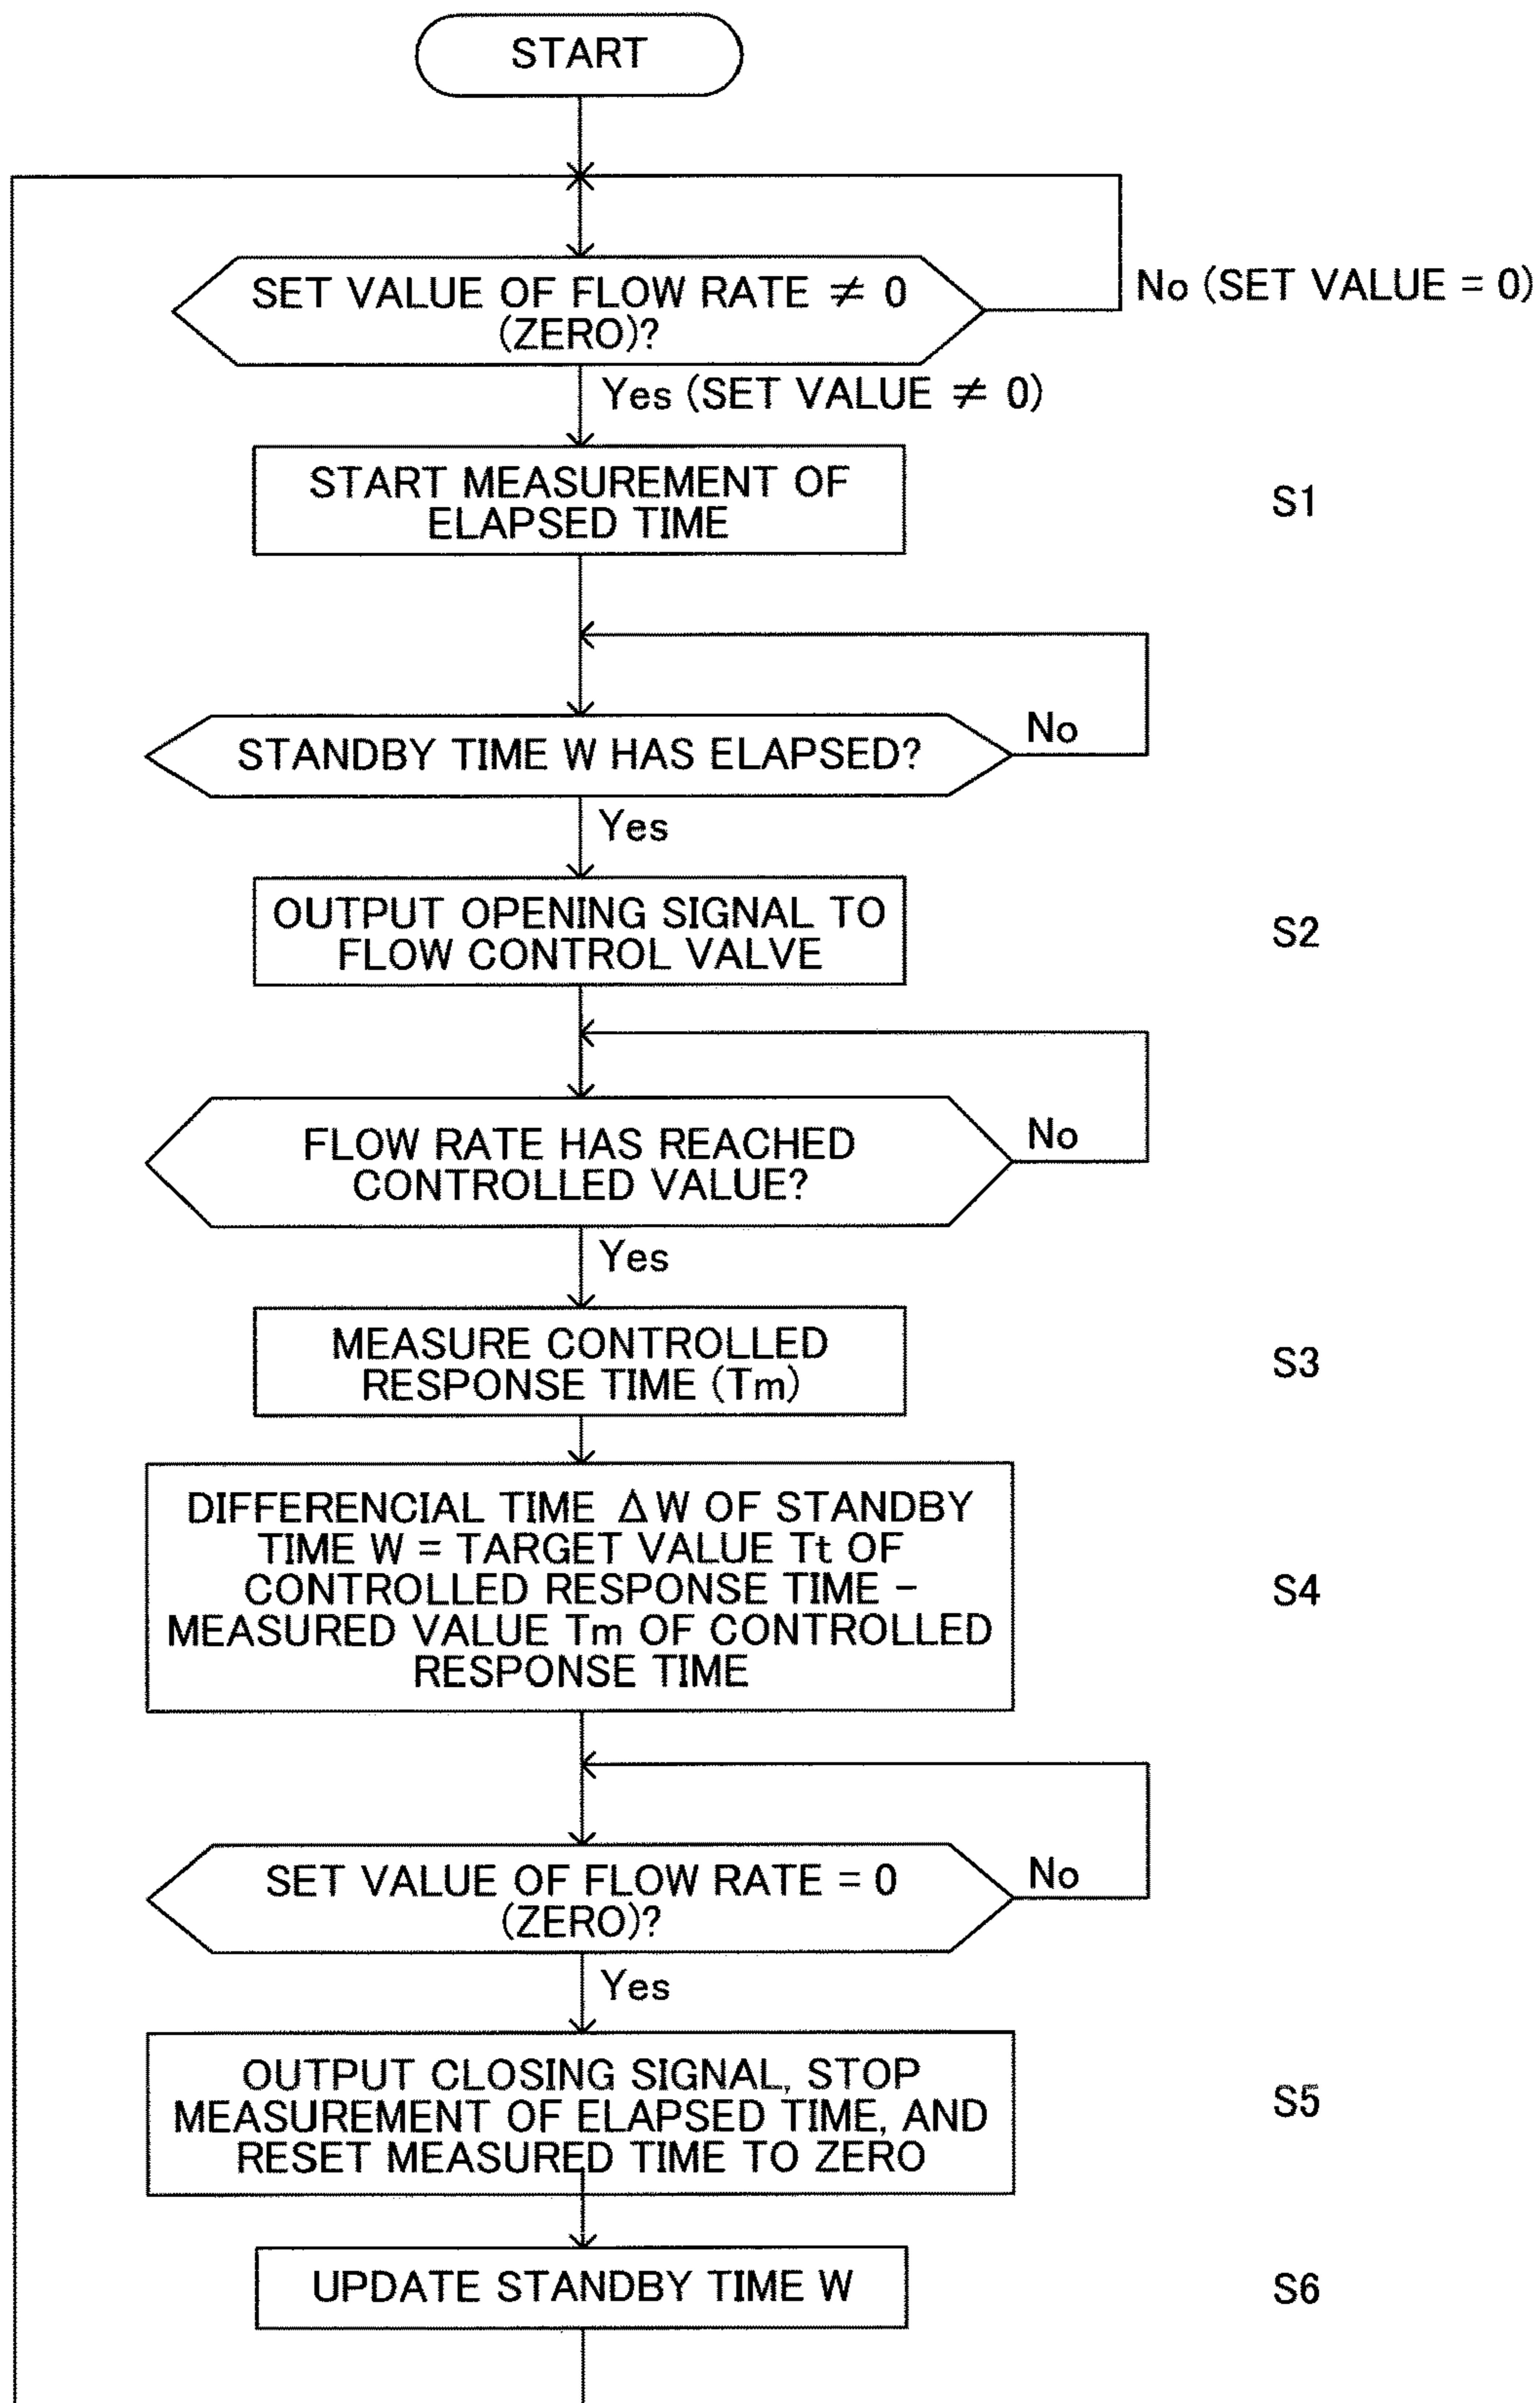 START
SET VALUE OF FLOW RATE ≠ 0
(ZERO)?
No (SET VALUE = 0)
Yes (SET VALUE ≠ 0)
START MEASUREMENT OF
ELAPSED TIME
S1
STANDBY TIME W HAS ELAPSED?
No
Yes
OUTPUT OPENING SIGNAL TO
FLOW CONTROL VALVE
S2
FLOW RATE HAS REACHED
CONTROLLED VALUE?
No
Yes
MEASURE CONTROLLED
RESPONSE TIME (Tm)
S3
DIFFERENCIAL TIME ΔW OF STANDBY
TIME W = TARGET VALUE Tt OF
CONTROLLED RESPONSE TIME -
MEASURED VALUE Tm OF CONTROLLED
RESPONSE TIME
S4
SET VALUE OF FLOW RATE = 0
(ZERO)?
No
Yes
OUTPUT CLOSING SIGNAL, STOP
MEASUREMENT OF ELAPSED TIME, AND
RESET MEASURED TIME TO ZERO
S5
UPDATE STANDBY TIME W
S6